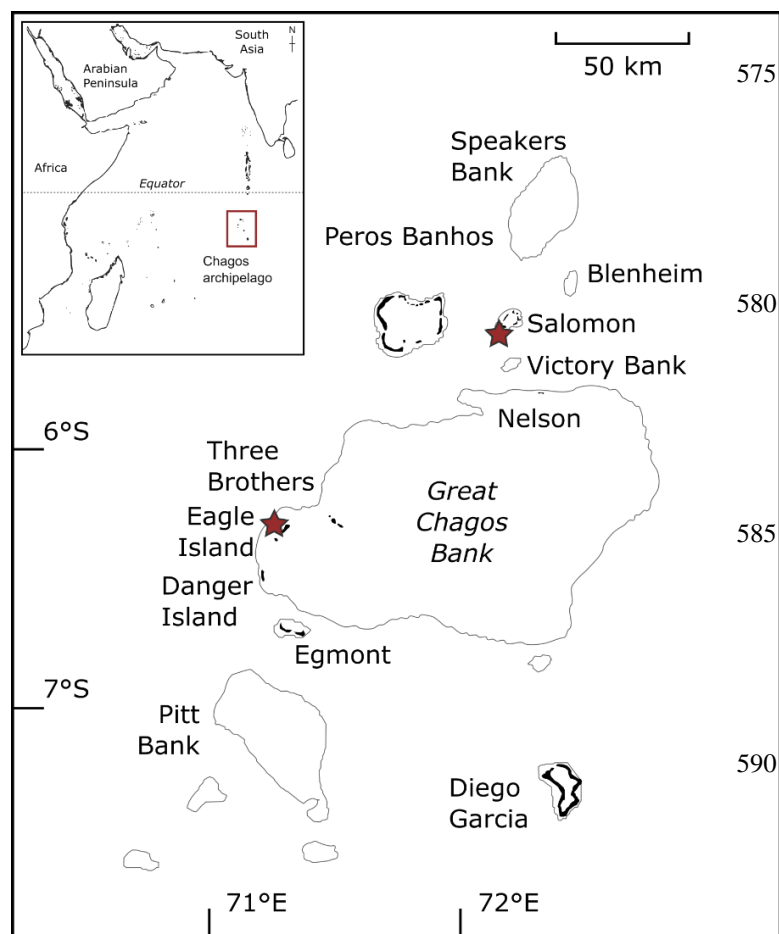 South
Asia
N
Arabian
Peninsula
Africa
Equator
Chagos
archipelago
50 km
575
Speakers
Bank
Peros Banhos
Blenheim
580
Salomon
Victory Bank
Nelson
6°S
Three
Brothers
Great
Chagos
Bank
Eagle
Island
585
Danger
Island
Egmont
7°S
Pitt
Bank
590
Diego
Garcia
71°E
72°E